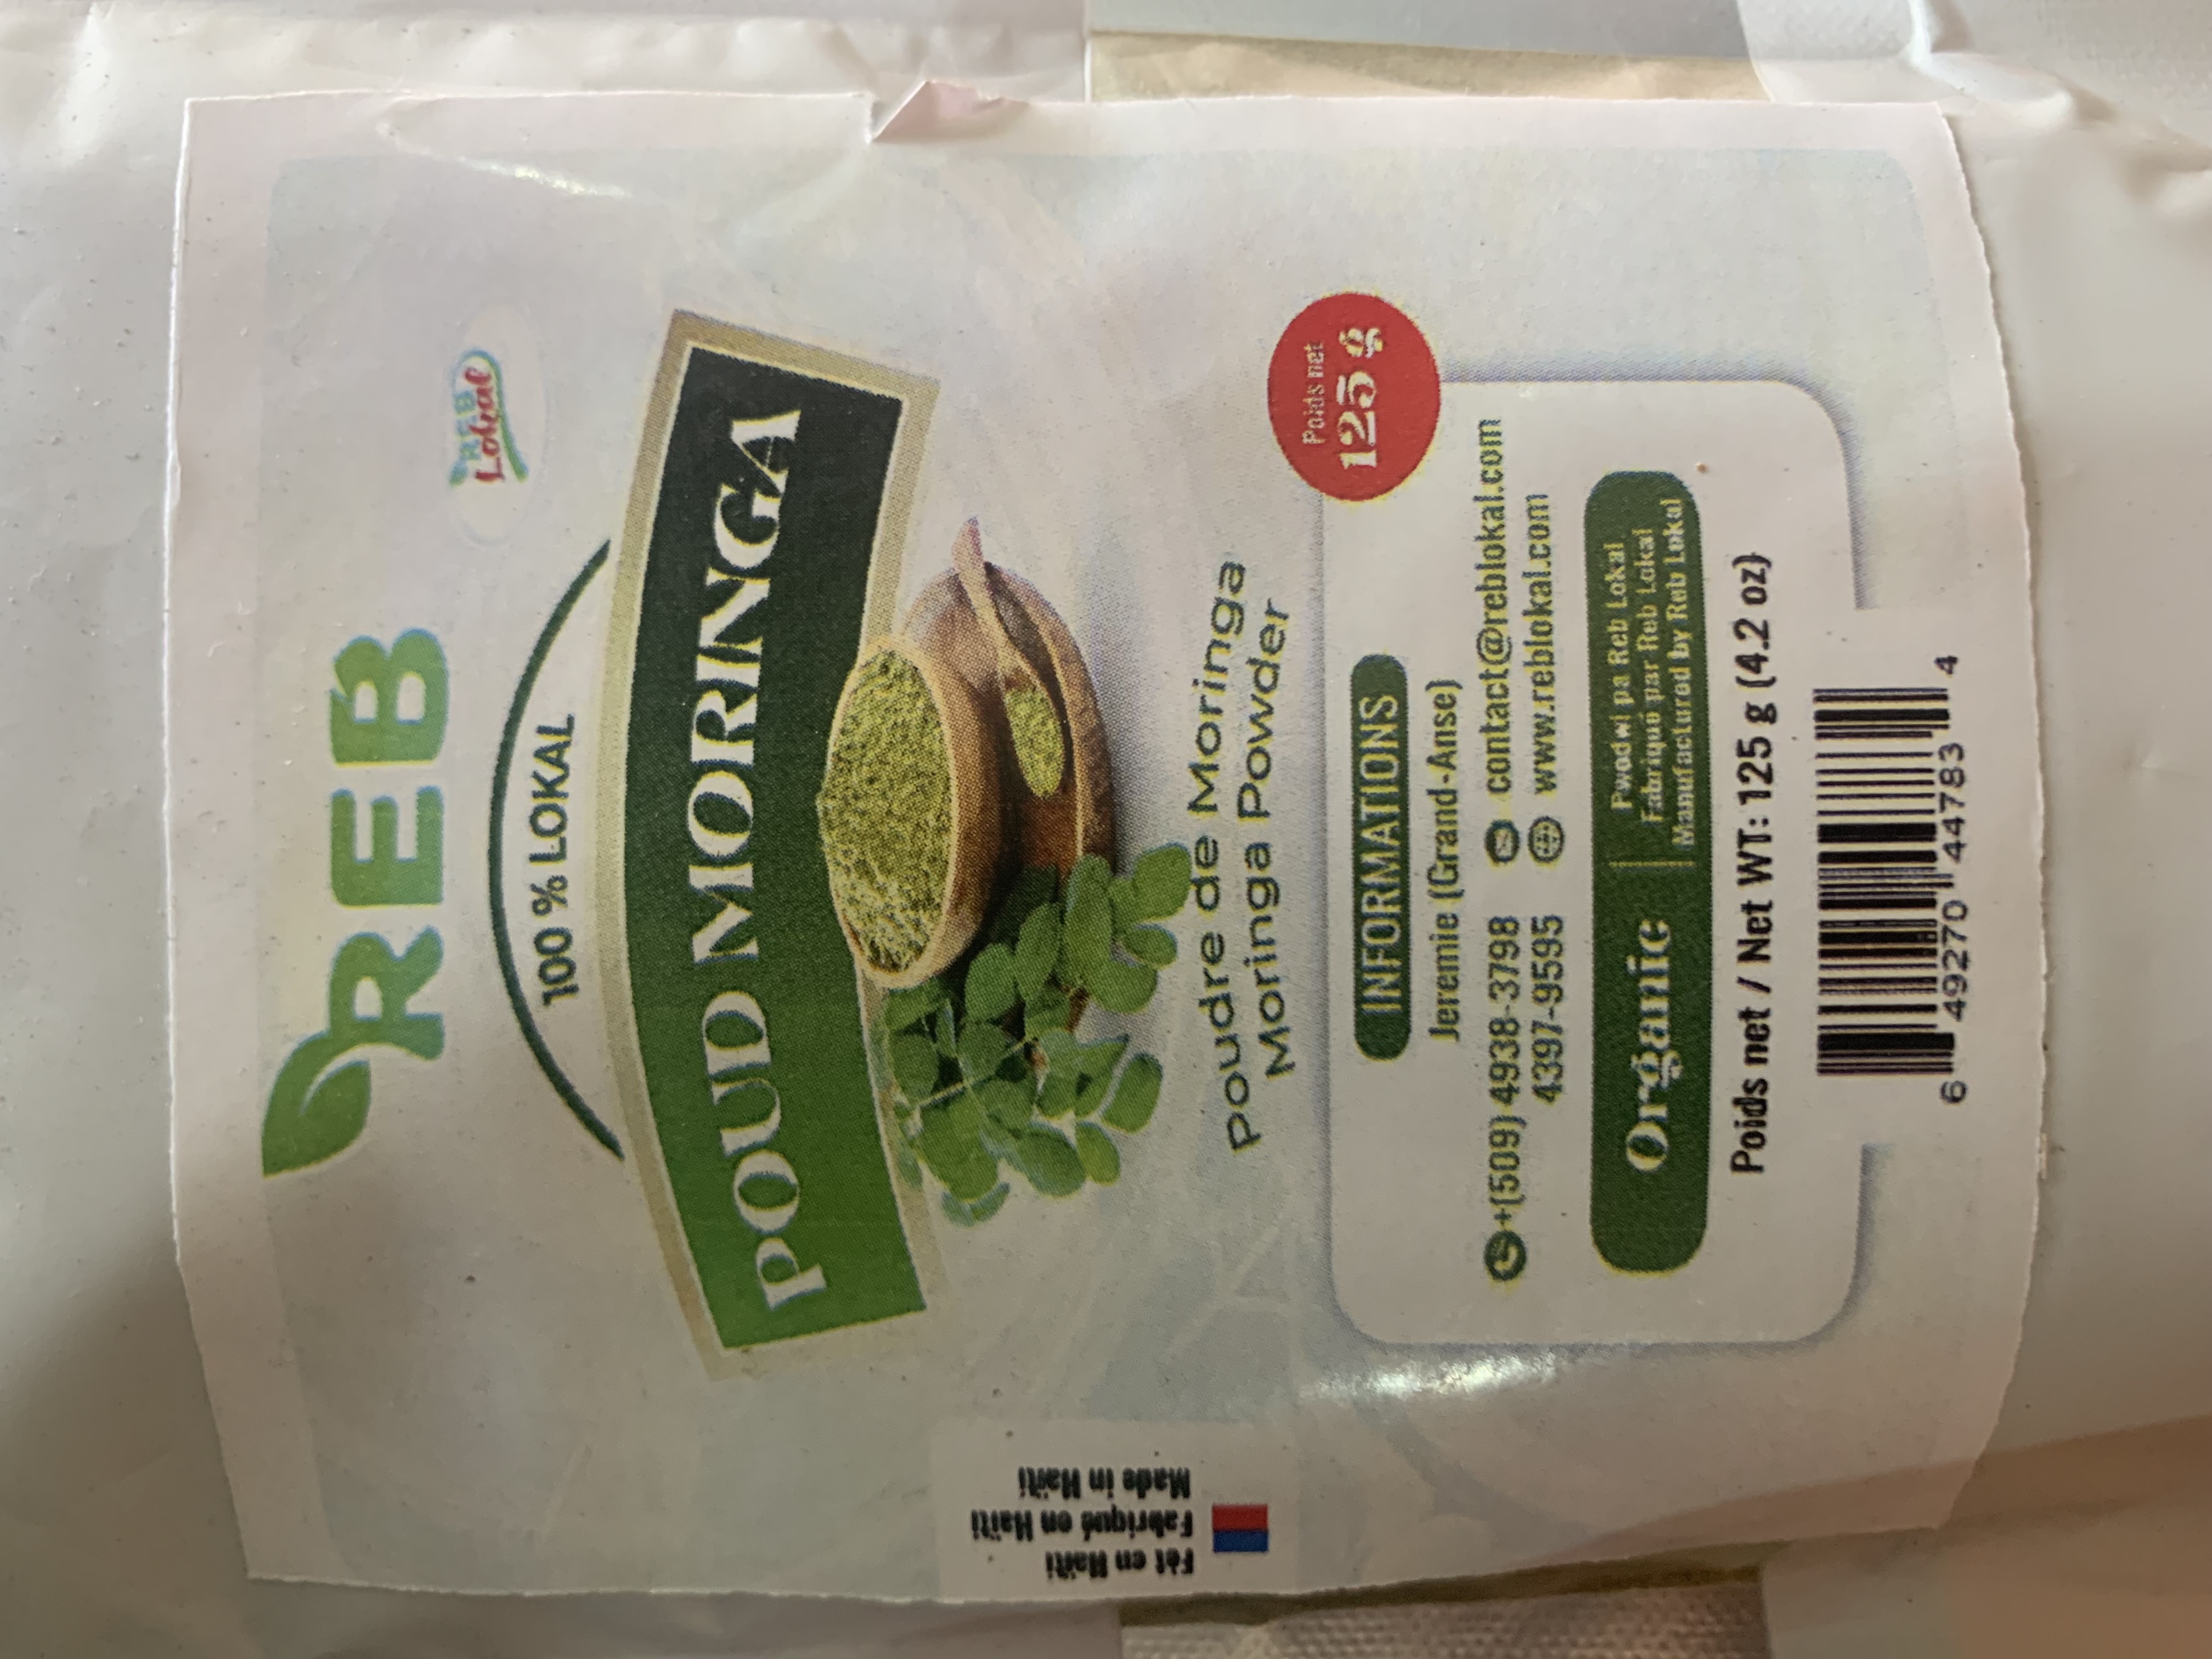 REB
REB
Lokal
100 % LOKAL
POUD MORINGA
Poudre de Moringa
Moringa Powder
Poids net
125 g
INFORMATIONS
Jeremie (Grand-Anse)
+(509) 4938-3798
4397-9595
contact@reblokal.com
www.reblokal.com
Organic
Pwodwi pa Reb Lokal
Fabrique par Reb Lokal
Manufactured by Reb Lokal
Poids net / Net WT: 125 g (4.2 oz)
6 49270 44783 4
Fèt en Haïti
Fabriqué en Haïti
Made in Haïti